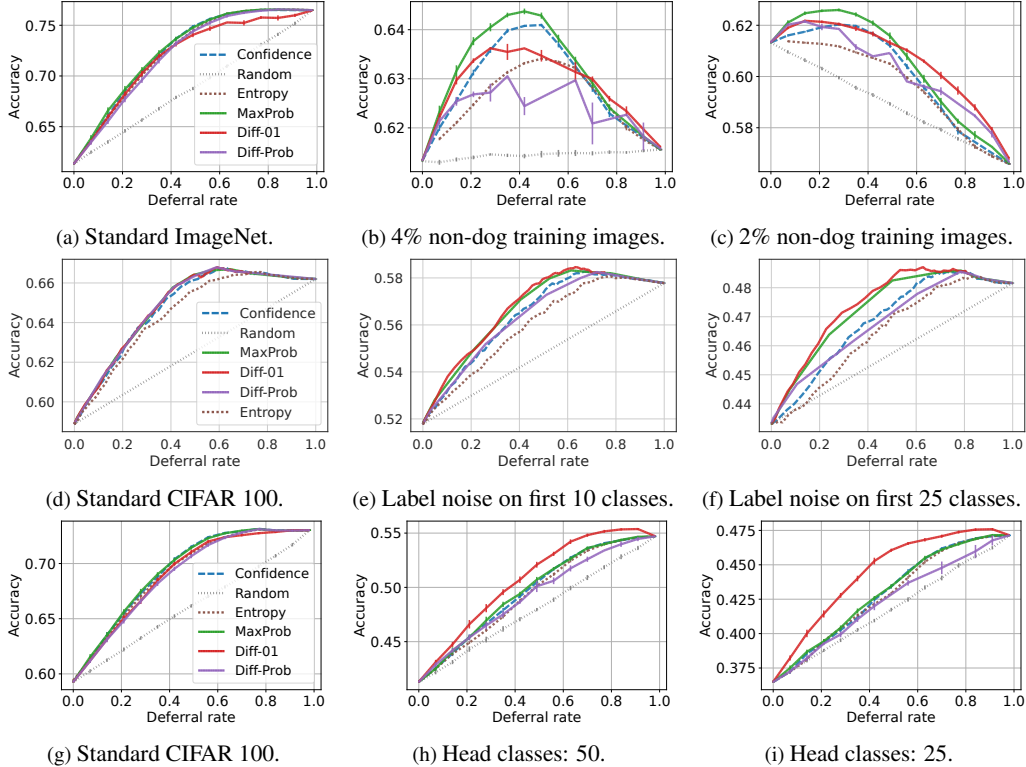 Accuracy
0.75
0.70
0.65
Confidence
Random
Entropy
MaxProb
Diff-01
Diff-Prob
0.0 0.2 0.4 0.6 0.8 1.0
Deferral rate
(a) Standard ImageNet.
Accuracy
0.64
0.63
0.62
0.0 0.2 0.4 0.6 0.8 1.0
Deferral rate
(b) 4% non-dog training images.
Accuracy
0.62
0.60
0.58
0.0 0.2 0.4 0.6 0.8 1.0
Deferral rate
(c) 2% non-dog training images.
Accuracy
0.66
0.64
0.62
0.60
Confidence
Random
MaxProb
Diff-01
Diff-Prob
Entropy
0.0 0.2 0.4 0.6 0.8 1.0
Deferral rate
(d) Standard CIFAR 100.
Accuracy
0.58
0.56
0.54
0.52
0.0 0.2 0.4 0.6 0.8 1.0
Deferral rate
(e) Label noise on first 10 classes.
Accuracy
0.48
0.47
0.46
0.45
0.44
0.0 0.2 0.4 0.6 0.8 1.0
Deferral rate
(f) Label noise on first 25 classes.
Accuracy
0.70
0.65
0.60
Confidence
Random
Entropy
MaxProb
Diff-01
Diff-Prob
0.0 0.2 0.4 0.6 0.8 1.0
Deferral rate
(g) Standard CIFAR 100.
Accuracy
0.55
0.50
0.45
0.0 0.2 0.4 0.6 0.8 1.0
Deferral rate
(h) Head classes: 50.
Accuracy
0.475
0.450
0.425
0.400
0.375
0.0 0.2 0.4 0.6 0.8 1.0
Deferral rate
(i) Head classes: 25.